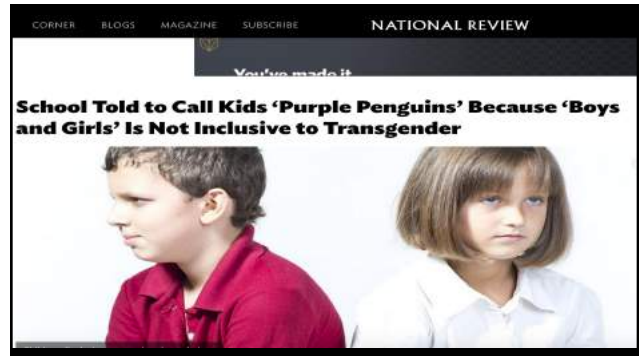 CORNER BLOGS MAGAZINE SUBSCRIBE NATIONAL REVIEW
You've made it
School Told to Call Kids ‘Purple Penguins’ Because ‘Boys
and Girls’ Is Not Inclusive to Transgender